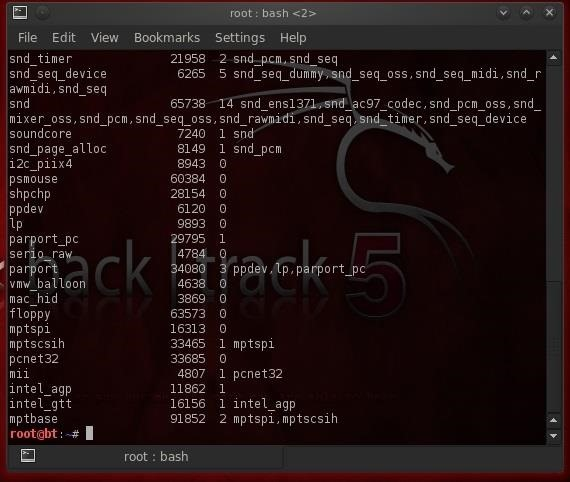 root : bash <2>
File Edit View Bookmarks Settings Help
snd_timer 21958 2 snd_pcm,snd_seq
snd_seq_device 6265 5 snd_seq_dummy,snd_seq_oss,snd_seq_midi,snd_r
awmidi,snd_seq
snd 65738 14 snd_ens1371,snd_ac97_codec,snd_pcm_oss,snd_
mixer_oss,snd_pcm,snd_seq_oss,snd_rawmidi,snd_seq,snd_timer,snd_seq_device
soundcore 7240 1 snd
snd_page_alloc 8149 1 snd_pcm
i2c_piix4 8943 0
psmouse 60384 0
shpchp 28154 0
ppdev 6120 0
lp 9893 0
parport_pc 29795 1
serio_raw 4784 0
parport 34080 3 ppdev,lp,parport_pc
vmw_balloon 4638 0
mac_hid 3869 0
floppy 63573 0
mptspi 16313 0
mptscsih 33465 1 mptspi
pcnet32 33685 0
mii 4807 1 pcnet32
intel_agp 11862 1
intel_gtt 16156 1 intel_agp
mptbase 91852 2 mptspi,mptscsih
root@bt:~#
back | track 5
root : bash